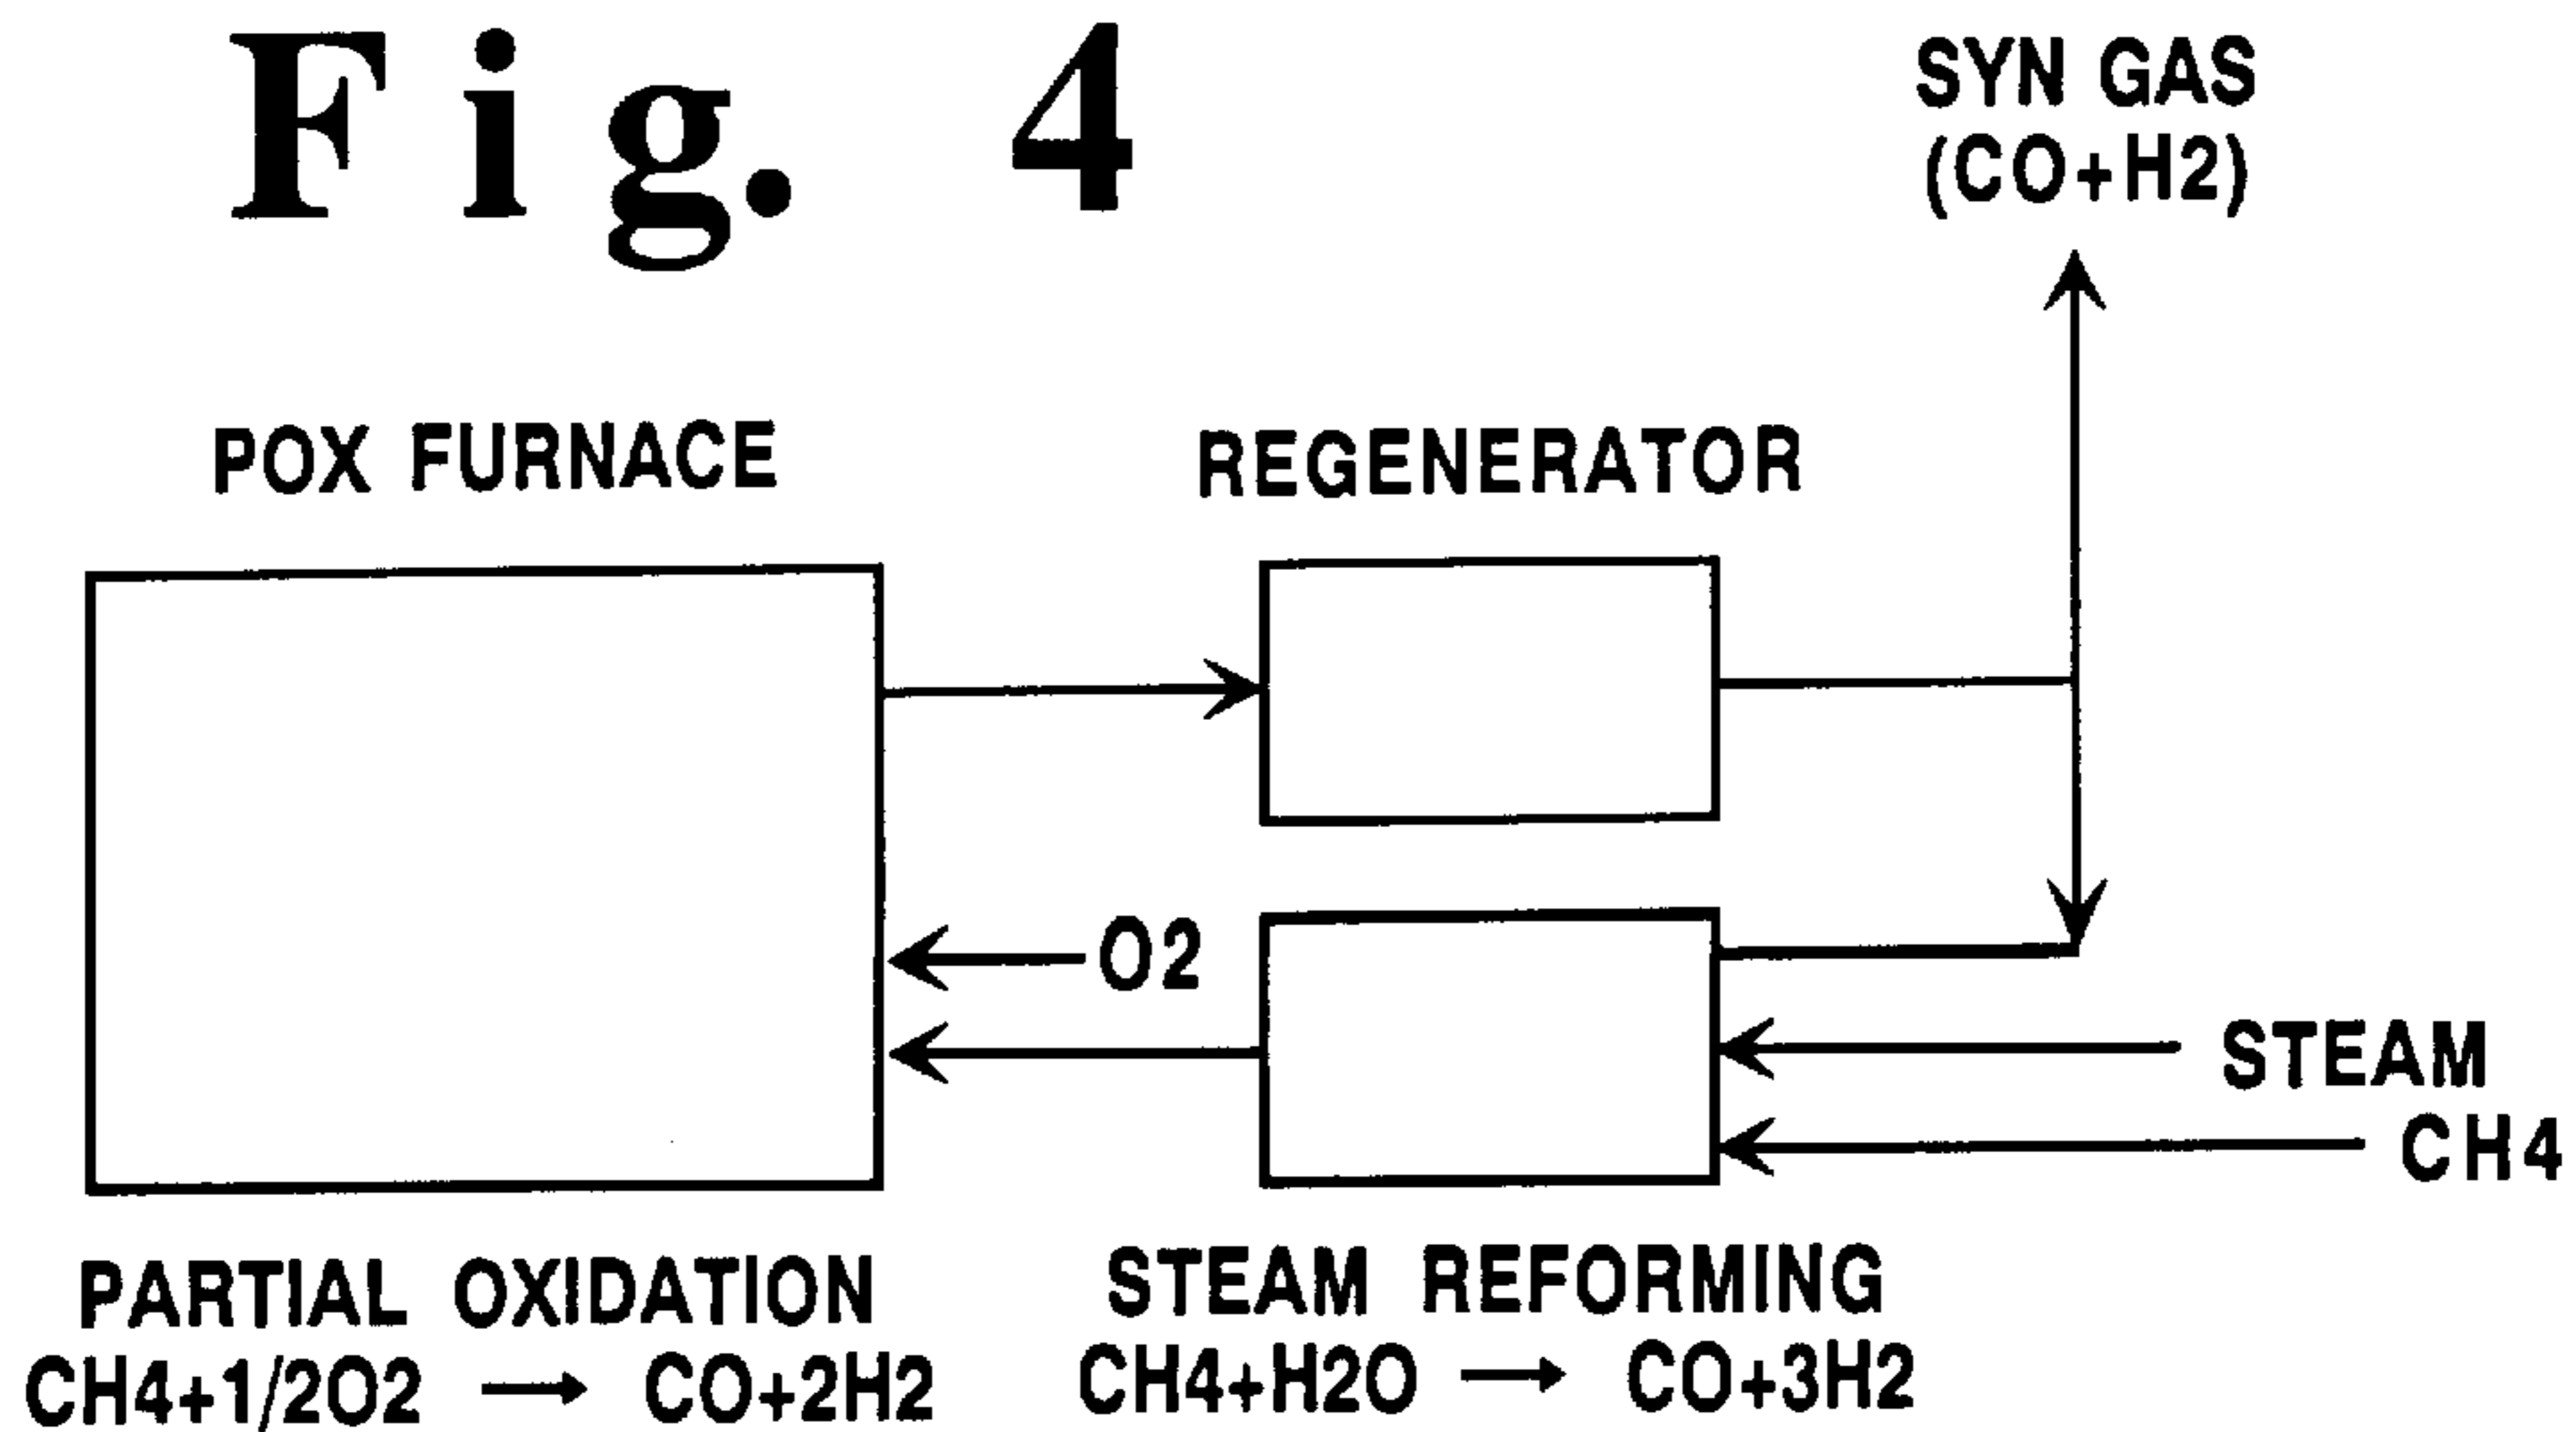 Fig. 4
SYN GAS
(CO+H2)
POX FURNACE
REGENERATOR
O2
STEAM
CH4
PARTIAL OXIDATION
CH4+1/2O2 → CO+2H2
STEAM REFORMING
CH4+H2O → CO+3H2